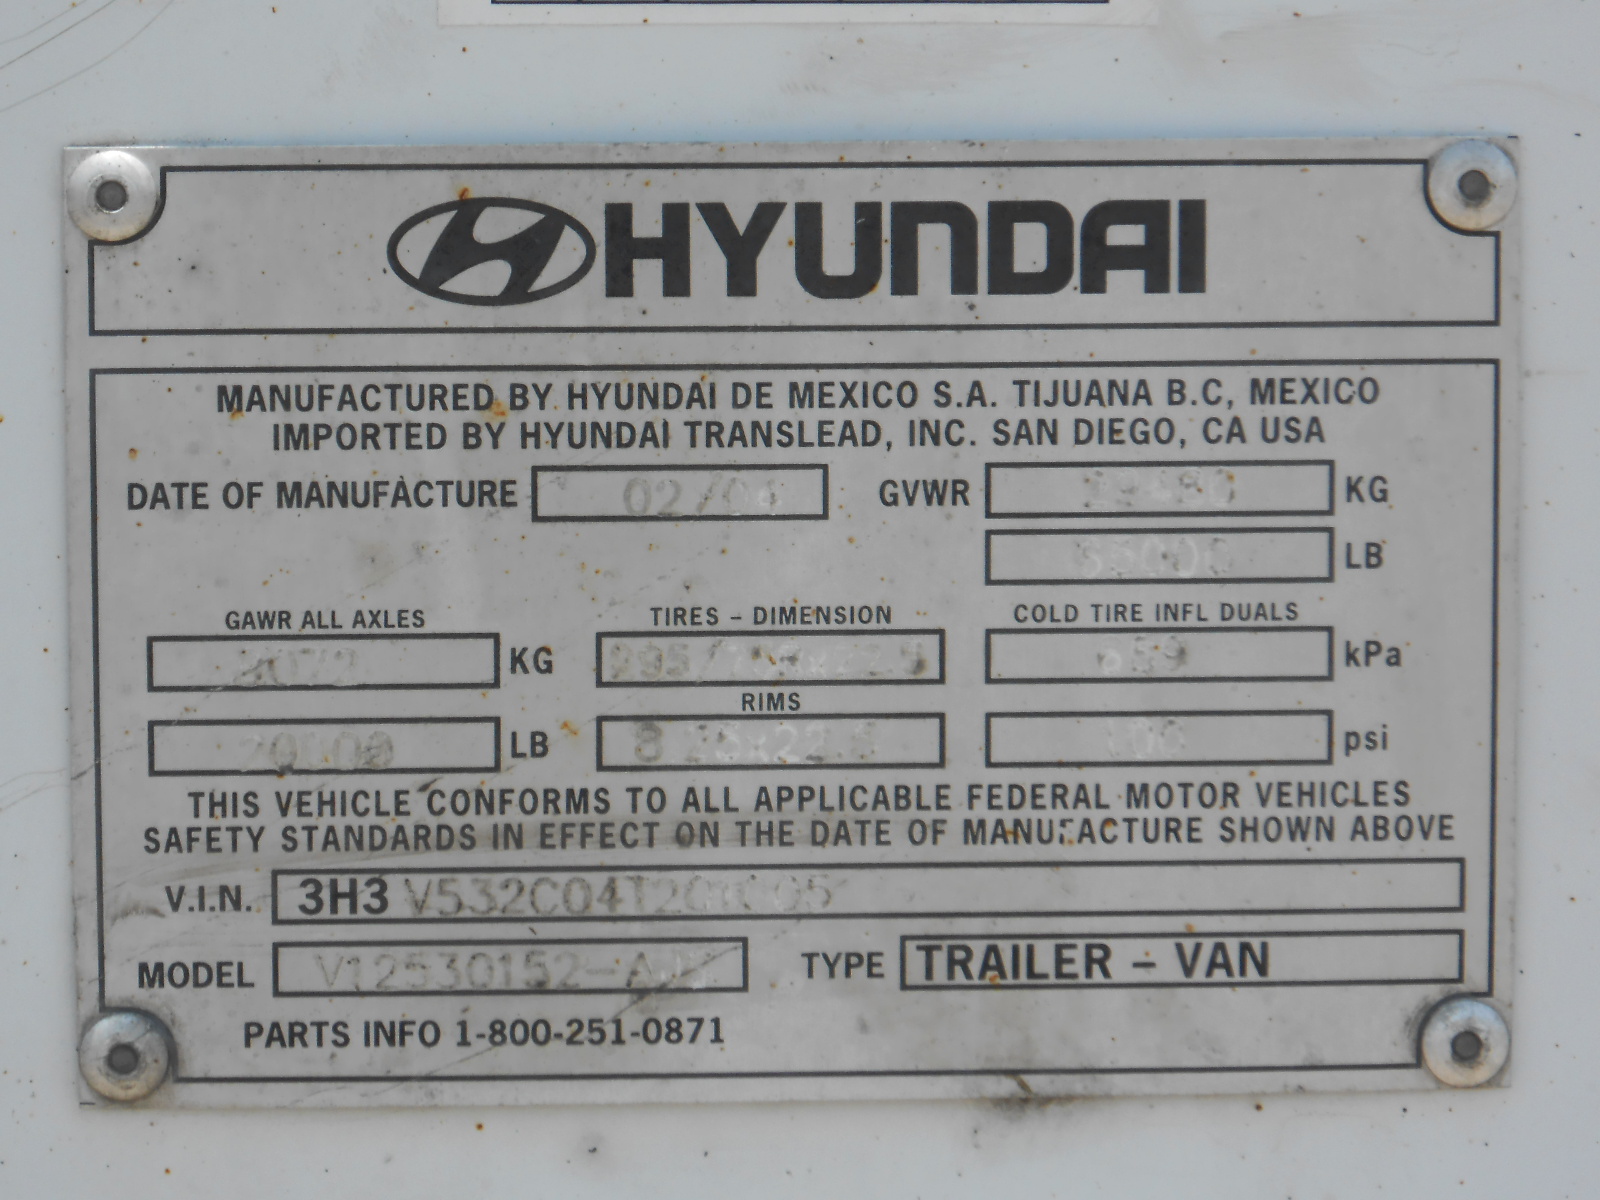 HYUNDAI
MANUFACTURED BY HYUNDAI DE MEXICO S.A. TIJUANA B.C, MEXICO
IMPORTED BY HYUNDAI TRANSLEAD, INC. SAN DIEGO, CA USA
DATE OF MANUFACTURE 02/04 GVWR KG
LB
GAWR ALL AXLES TIRES - DIMENSION COLD TIRE INFL DUALS
KG kPa
RIMS
20000 LB psi
THIS VEHICLE CONFORMS TO ALL APPLICABLE FEDERAL MOTOR VEHICLES
SAFETY STANDARDS IN EFFECT ON THE DATE OF MANUFACTURE SHOWN ABOVE
V.I.N. 3H3
MODEL TYPE TRAILER - VAN
PARTS INFO 1-800-251-0871